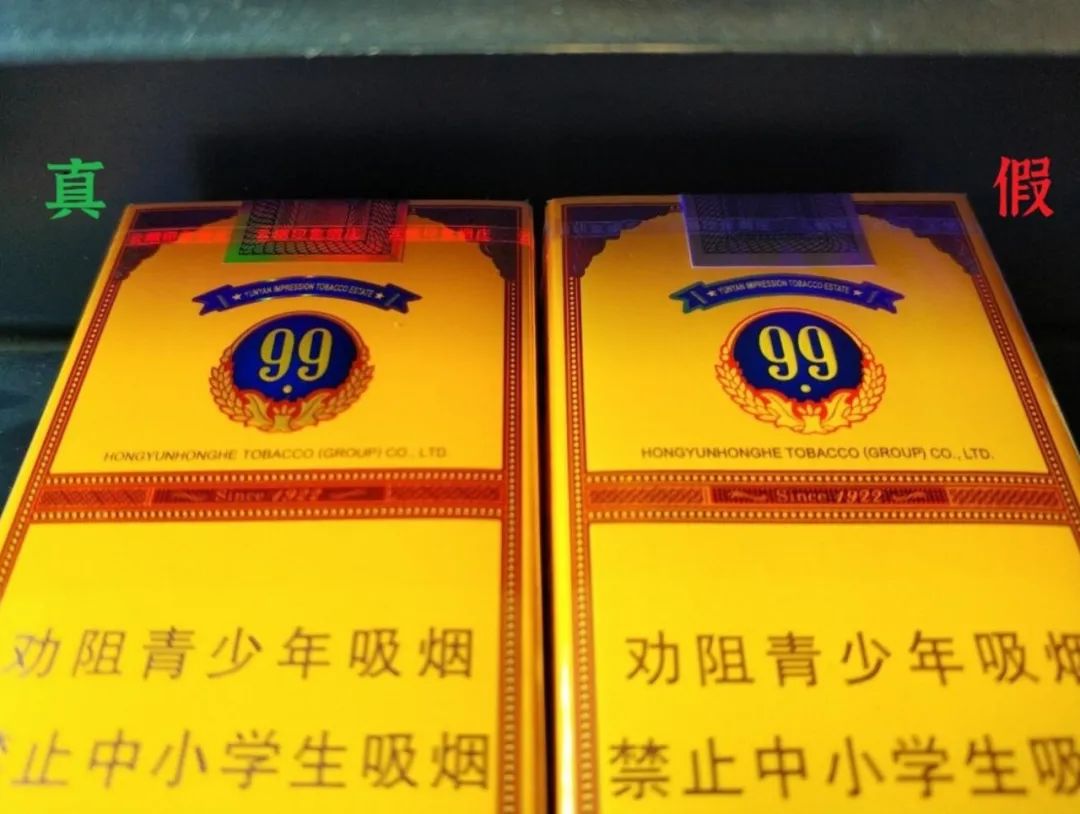 真
假
YUNYAN IMPRESSION TOBACCO ESTATE
99
HONGYUNHONGHE TOBACCO (GROUP) CO., LTD.
Since 1922
劝阻青少年吸烟
禁止中小学生吸烟
YUNYAN IMPRESSION TOBACCO ESTATE
99
HONGYUNHONGHE TOBACCO (GROUP) CO., LTD.
Since 1922
劝阻青少年吸烟
禁止中小学生吸